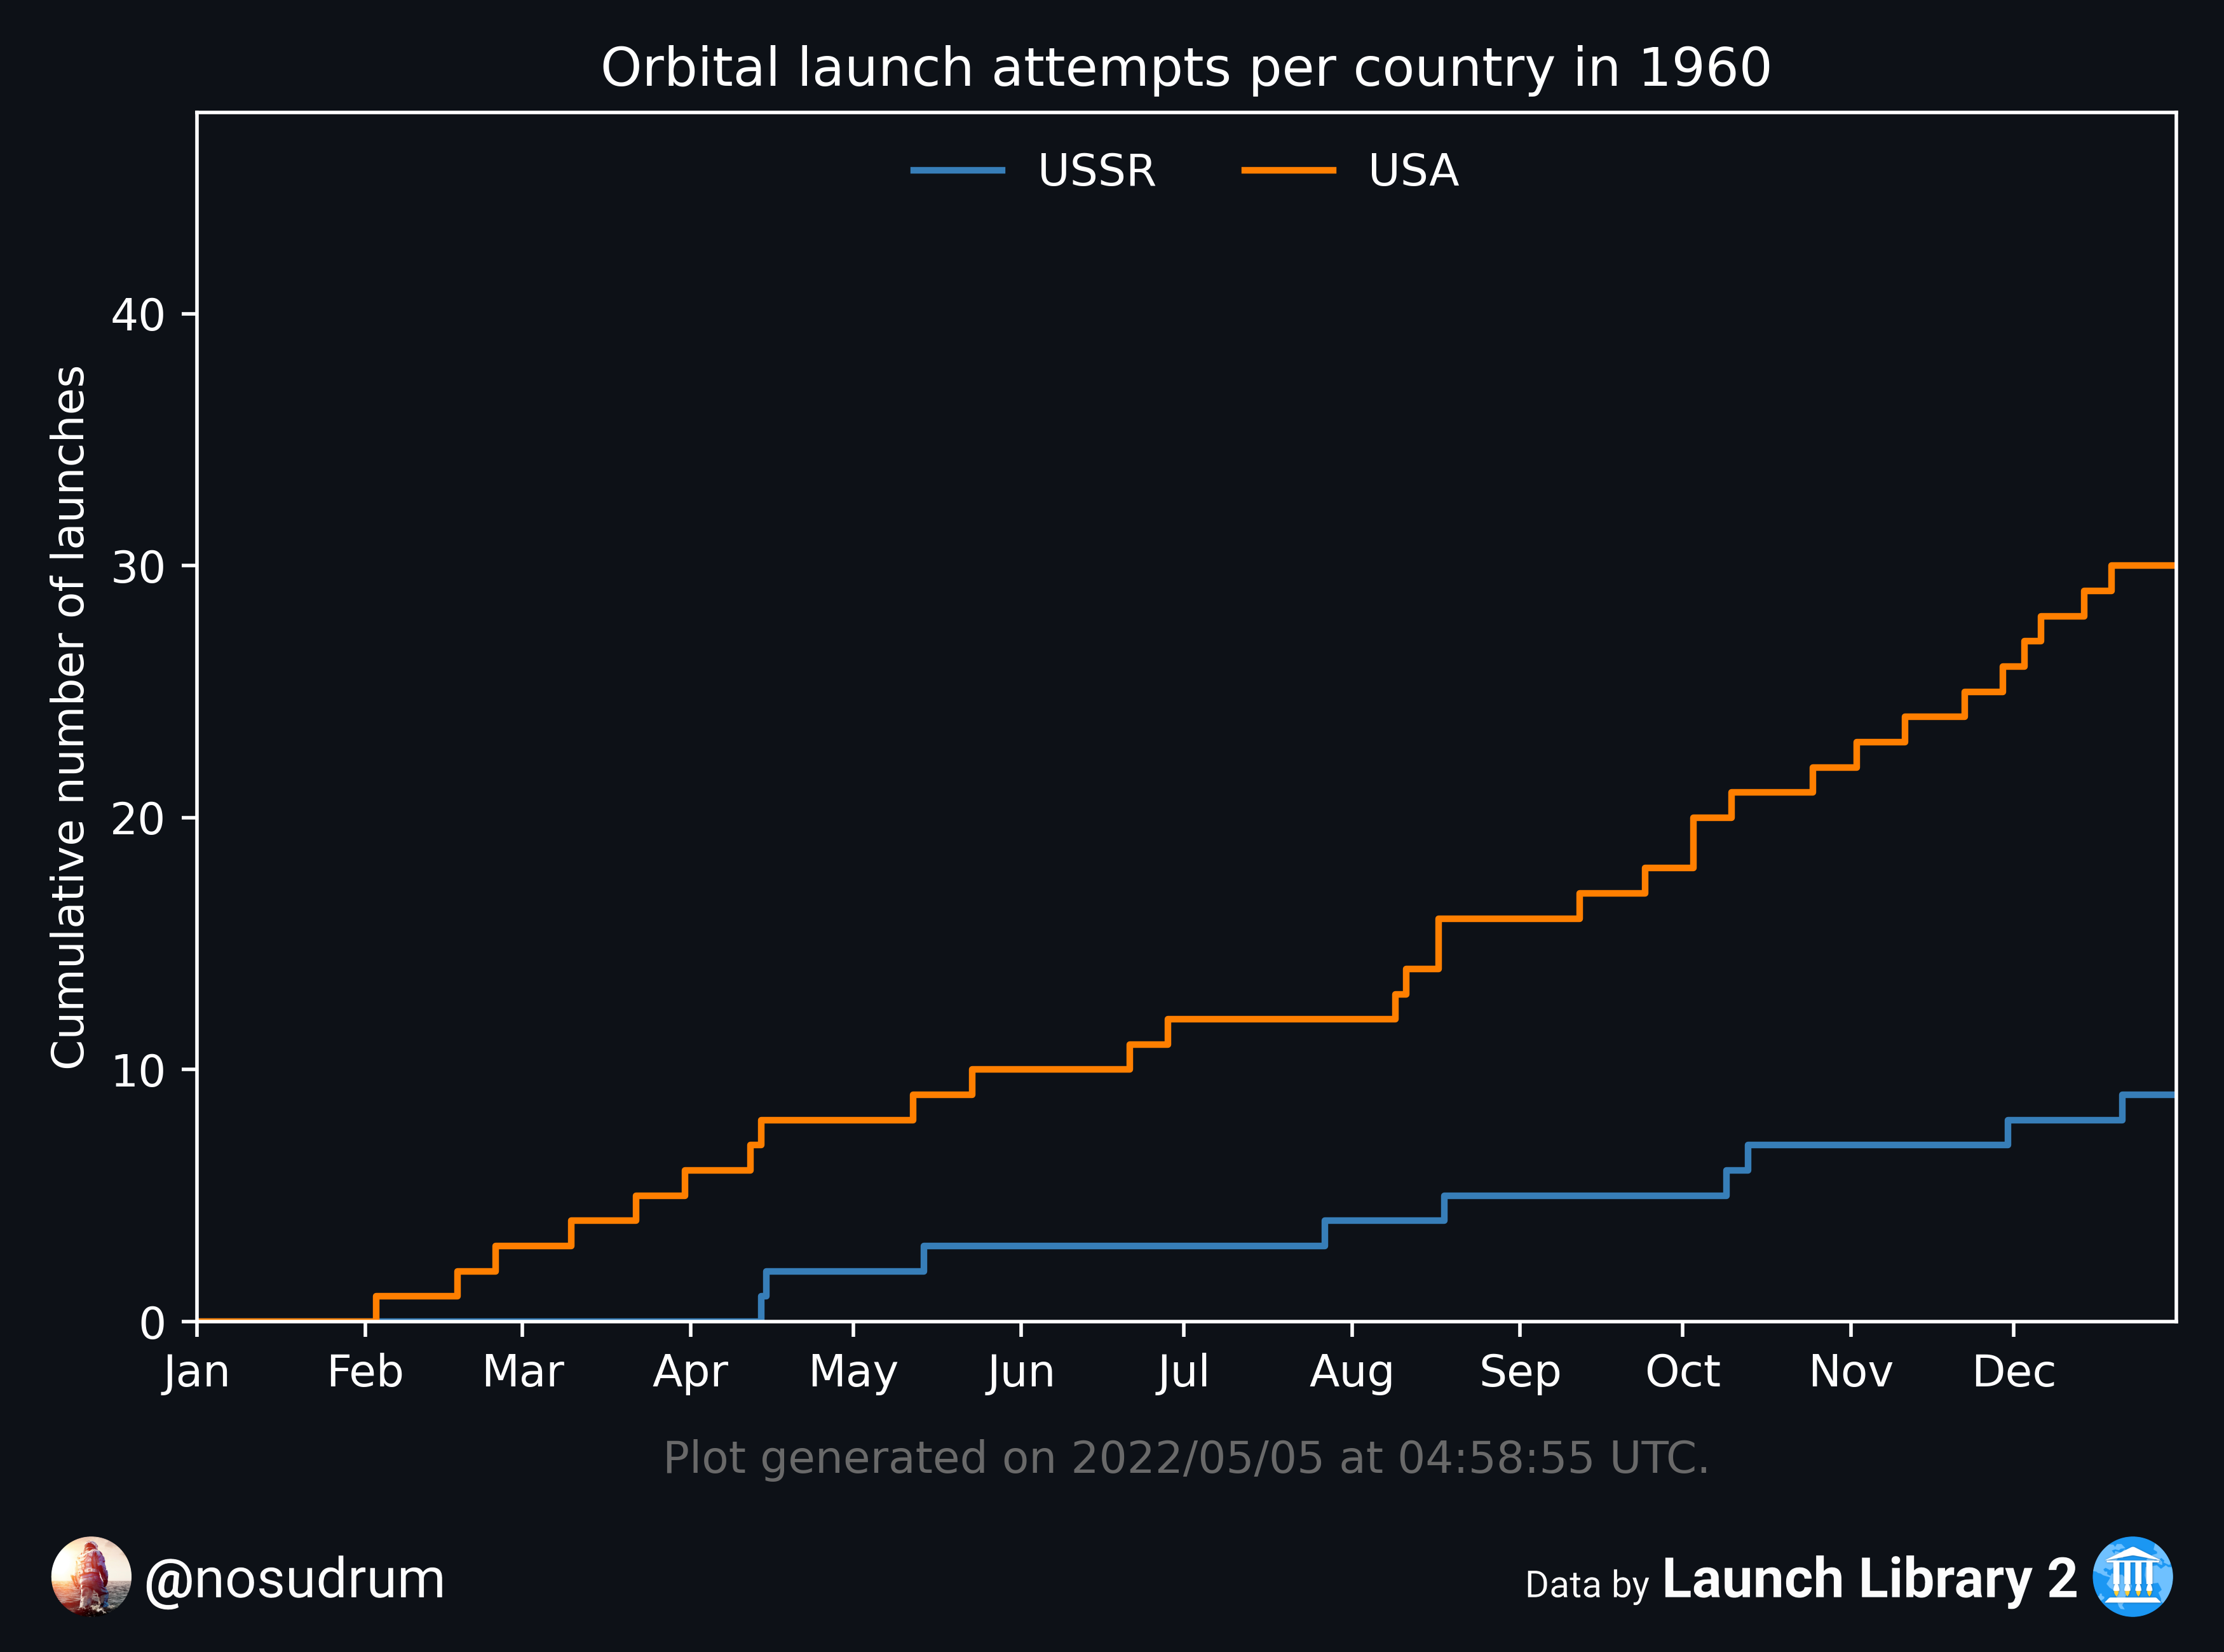 Orbital launch attempts per country in 1960
USSR USA
Cumulative number of launches
40
30
20
10
0
Jan Feb Mar Apr May Jun Jul Aug Sep Oct Nov Dec
Plot generated on 2022/05/05 at 04:58:55 UTC.
@nosudrum
Data by Launch Library 2